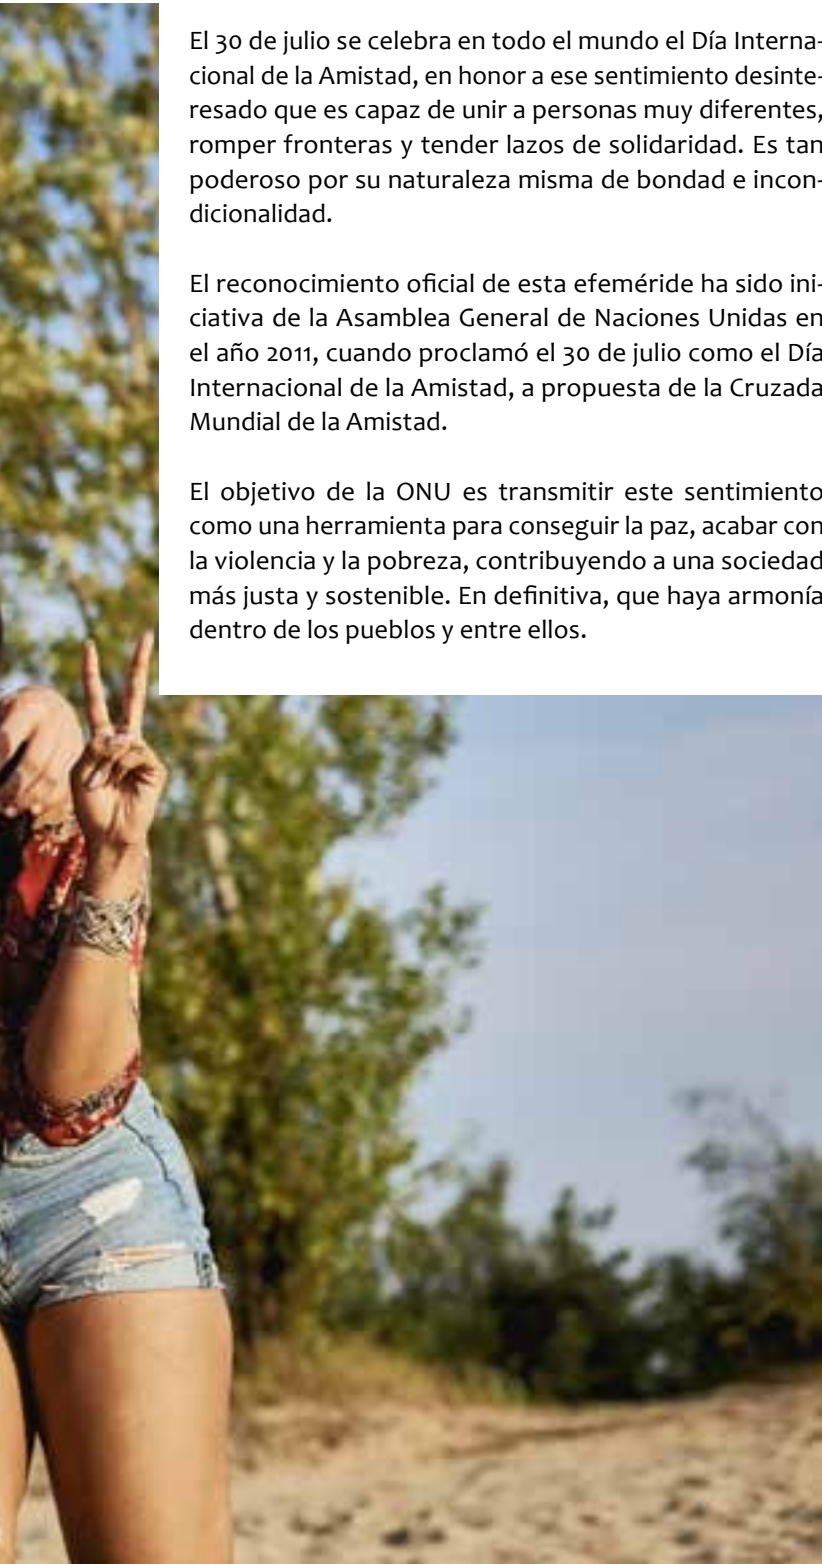 El 30 de julio se celebra en todo el mundo el Día Interna-
cional de la Amistad, en honor a ese sentimiento desinte-
resado que es capaz de unir a personas muy diferentes,
romper fronteras y tender lazos de solidaridad. Es tan
poderoso por su naturaleza misma de bondad e incon-
dicionalidad.
El reconocimiento oficial de esta efeméride ha sido ini-
ciativa de la Asamblea General de Naciones Unidas en
el año 2011, cuando proclamó el 30 de julio como el Día
Internacional de la Amistad, a propuesta de la Cruzada
Mundial de la Amistad.
El objetivo de la ONU es transmitir este sentimiento
como una herramienta para conseguir la paz, acabar con
la violencia y la pobreza, contribuyendo a una sociedad
más justa y sostenible. En definitiva, que haya armonía
dentro de los pueblos y entre ellos.